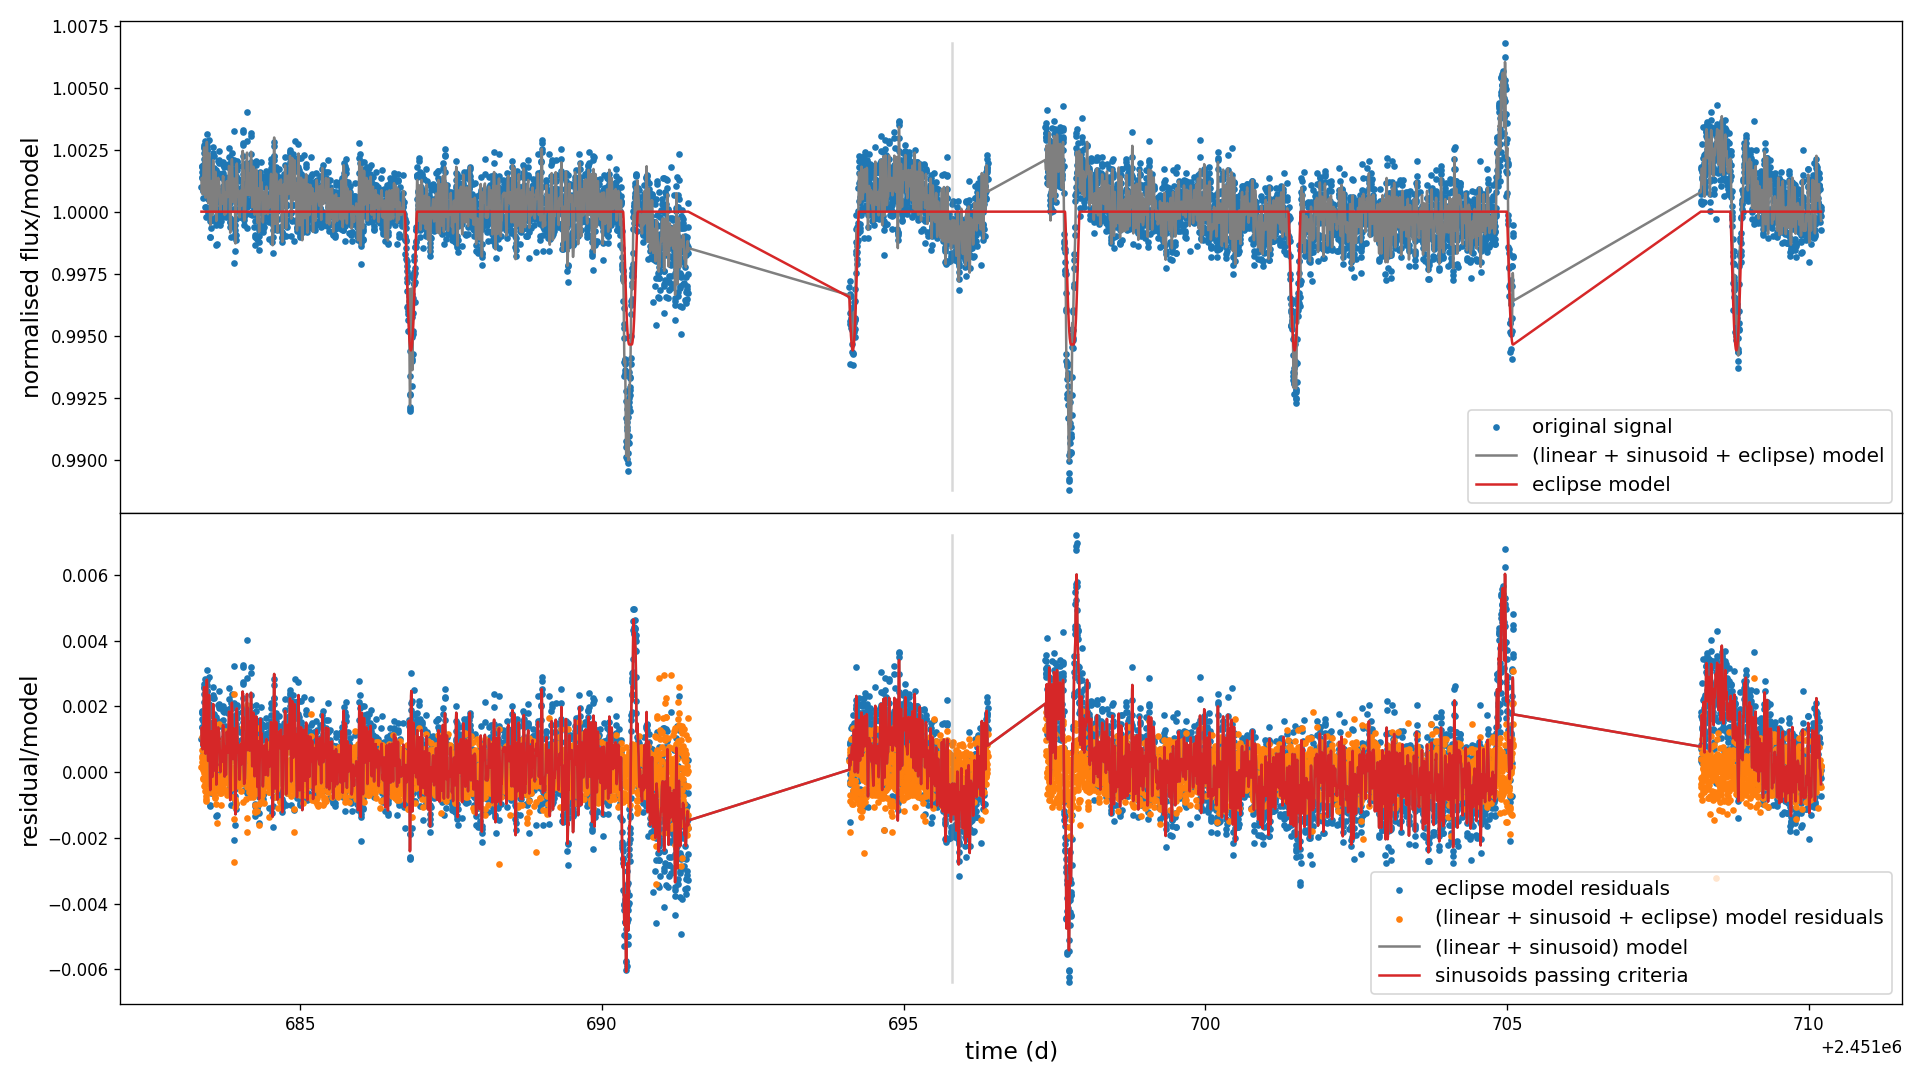 normalised flux/model
1.0075
1.0050
1.0025
1.0000
0.9975
0.9950
0.9925
0.9900
original signal
(linear + sinusoid + eclipse) model
eclipse model
residual/model
0.006
0.004
0.002
0.000
−0.002
−0.004
−0.006
eclipse model residuals
(linear + sinusoid + eclipse) model residuals
(linear + sinusoid) model
sinusoids passing criteria
685 690 695 700 705 710
time (d)
+2.451e6